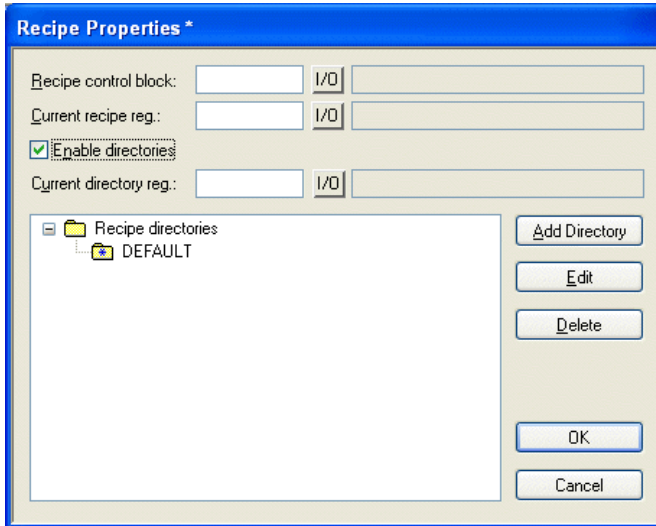 Recipe Properties *
Recipe control block: I/O
Current recipe reg.: I/O
Enable directories
Current directory reg.: I/O
Recipe directories
DEFAULT
Add Directory
Edit
Delete
OK
Cancel